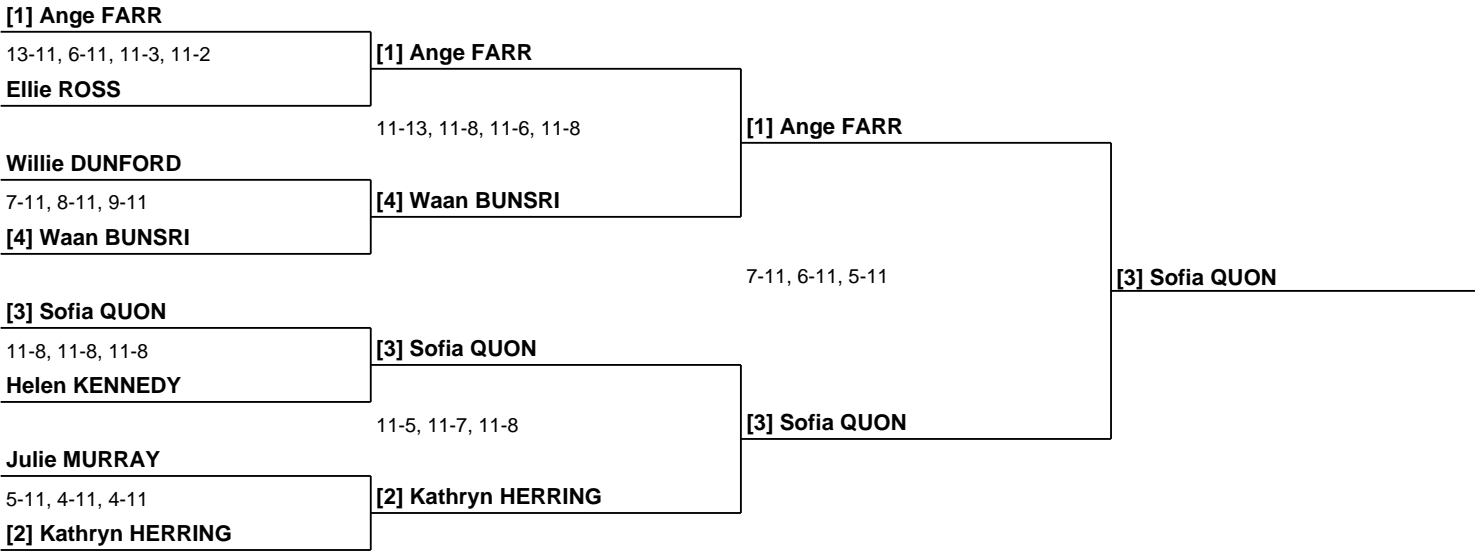 [1] Ange FARR
13-11, 6-11, 11-3, 11-2
[1] Ange FARR
Ellie ROSS
11-13, 11-8, 11-6, 11-8
[1] Ange FARR
Willie DUNFORD
7-11, 8-11, 9-11
[4] Waan BUNSRI
[4] Waan BUNSRI
7-11, 6-11, 5-11
[3] Sofia QUON
[3] Sofia QUON
11-8, 11-8, 11-8
[3] Sofia QUON
Helen KENNEDY
11-5, 11-7, 11-8
[3] Sofia QUON
Julie MURRAY
5-11, 4-11, 4-11
[2] Kathryn HERRING
[2] Kathryn HERRING